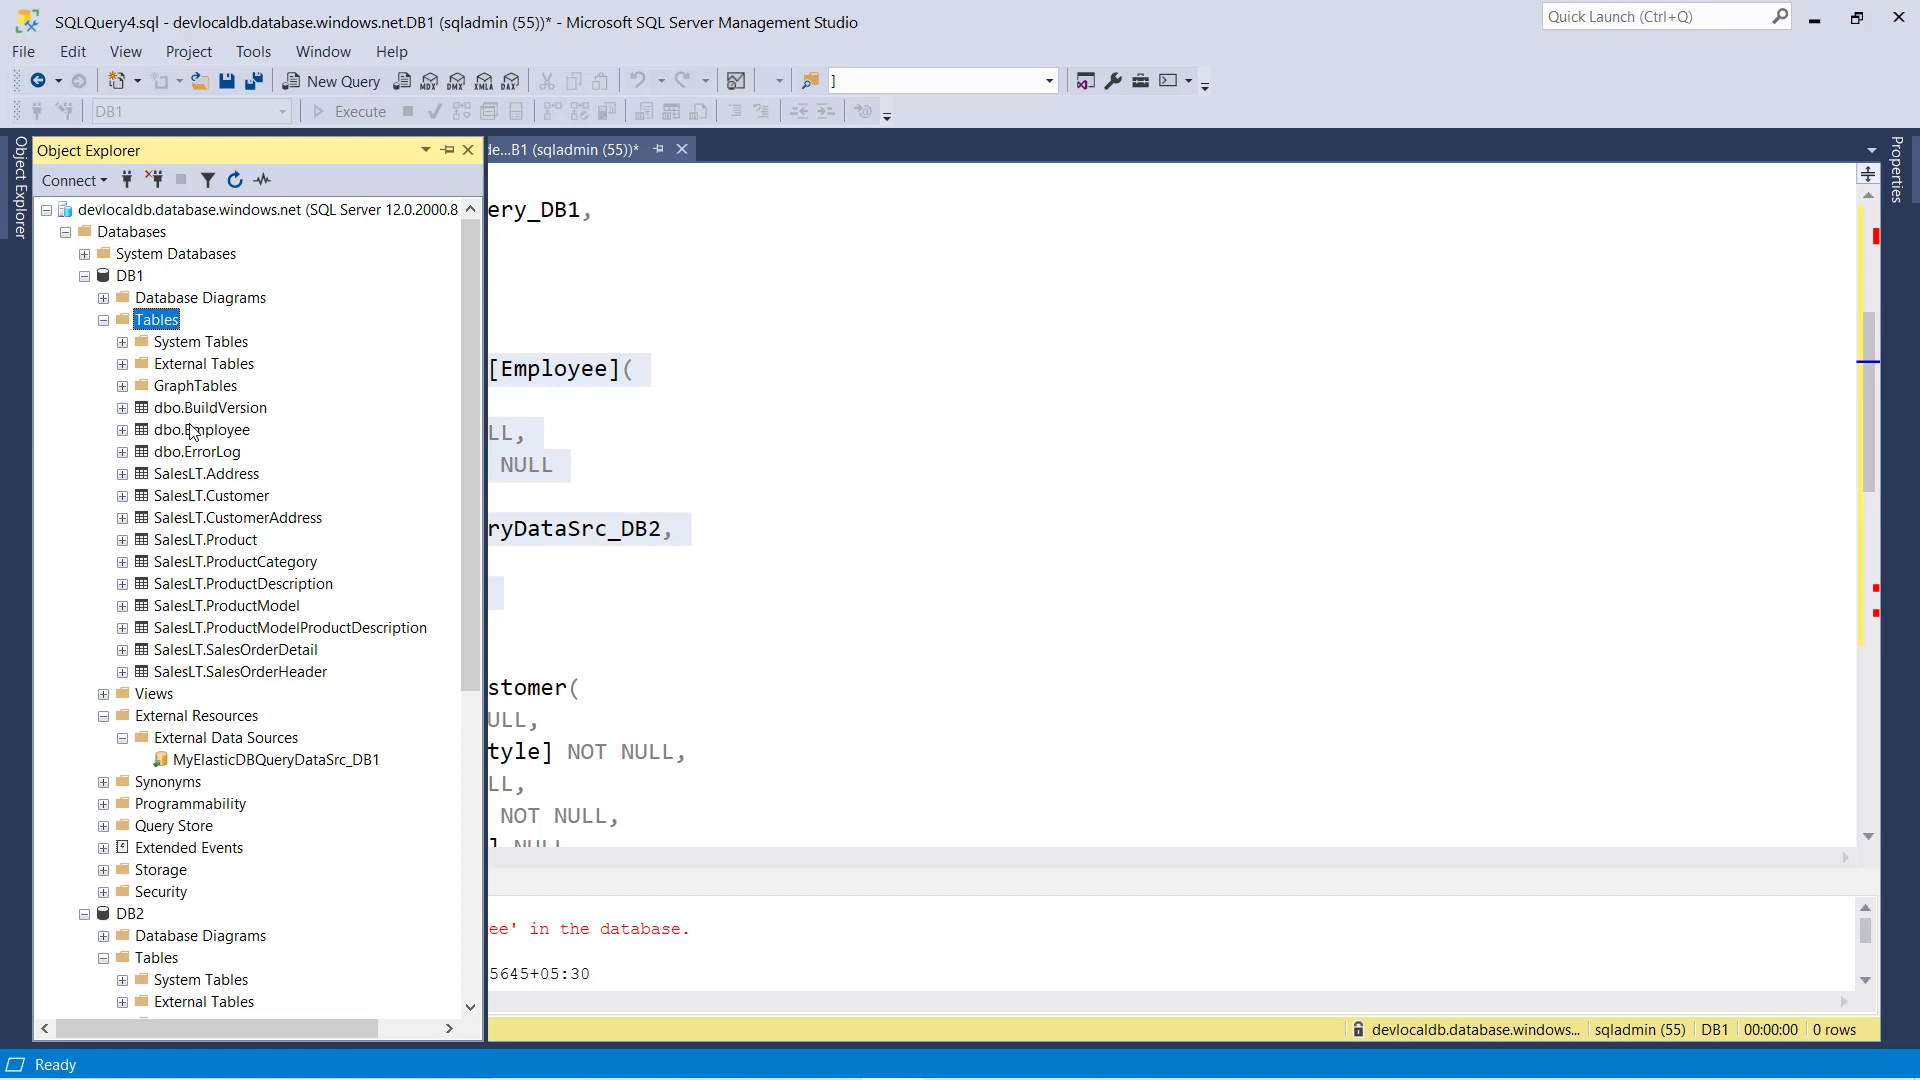 SQLQuery4.sql - devlocaldb.database.windows.net.DB1 (sqladmin (55))* - Microsoft SQL Server Management Studio
Quick Launch (Ctrl+Q)
File Edit View Project Tools Window Help
New Query MDX DMX XMLA DAX ]
DB1 Execute
Object Explorer
Object Explorer
de...B1 (sqladmin (55))*
Properties
Connect
devlocaldb.database.windows.net (SQL Server 12.0.2000.8
Databases
System Databases
DB1
Database Diagrams
Tables
System Tables
External Tables
GraphTables
dbo.BuildVersion
dbo.Employee
dbo.ErrorLog
SalesLT.Address
SalesLT.Customer
SalesLT.CustomerAddress
SalesLT.Product
SalesLT.ProductCategory
SalesLT.ProductDescription
SalesLT.ProductModel
SalesLT.ProductModelProductDescription
SalesLT.SalesOrderDetail
SalesLT.SalesOrderHeader
Views
External Resources
External Data Sources
MyElasticDBQueryDataSrc_DB1
Synonyms
Programmability
Query Store
Extended Events
Storage
Security
DB2
Database Diagrams
Tables
System Tables
External Tables
ery_DB1,
[Employee](
LL,
NULL
ryDataSrc_DB2,
stomer(
ULL,
tyle] NOT NULL,
LL,
NOT NULL,
] NULL
ee' in the database.
5645+05:30
devlocaldb.database.windows... sqladmin (55) DB1 00:00:00 0 rows
Ready